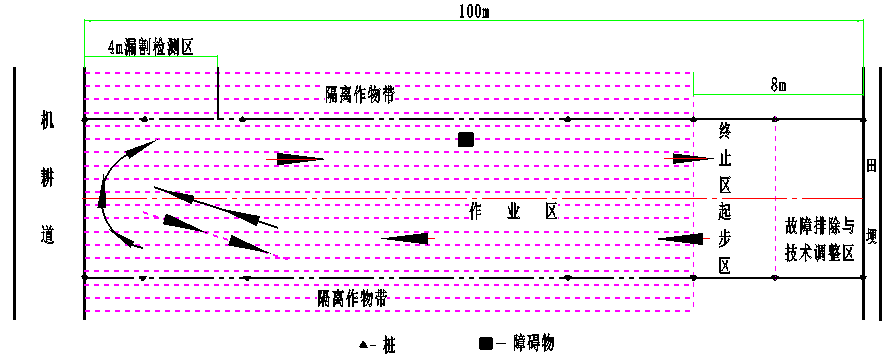 100m
4m漏割检测区
8m
隔离作物带
机耕道
终止区起步区
田埂
作业区
故障排除与
技术调整区
隔离作物带
-桩
-障碍物